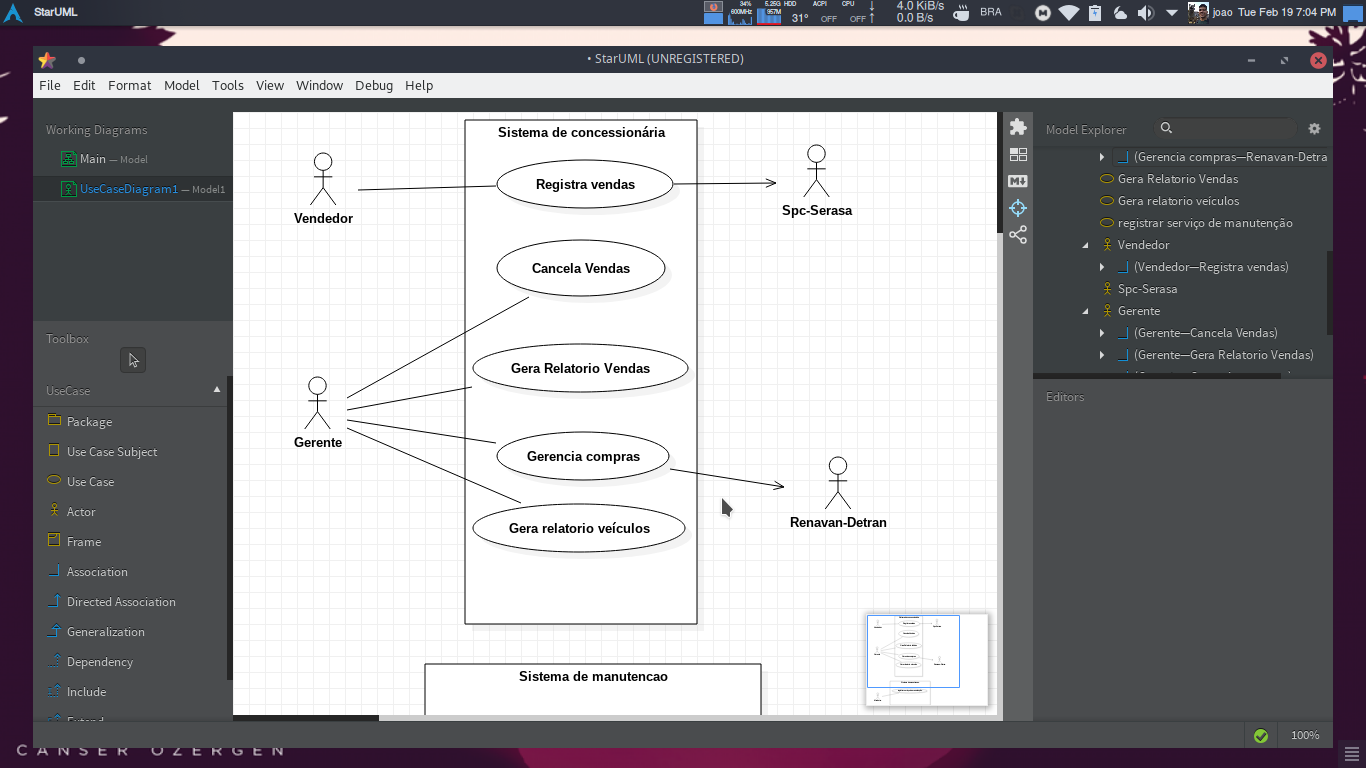 StarUML
34%
600MHz
5.25G
957M
HDD
31°
ACPI
OFF
CPU
OFF
4.0 KiB/s
0.0 B/s
BRA
joao
Tue Feb 19 7:04 PM
• StarUML (UNREGISTERED)
File Edit Format Model Tools View Window Debug Help
Working Diagrams
Main — Model
UseCaseDiagram1 — Model1
Toolbox
UseCase
Package
Use Case Subject
Use Case
Actor
Frame
Association
Directed Association
Generalization
Dependency
Include
Extend
Sistema de concessionária
Registra vendas
Vendedor
Spc-Serasa
Cancela Vendas
Gera Relatorio Vendas
Gerente
Gerencia compras
Renavan-Detran
Gera relatorio veículos
Sistema de manutencao
Model Explorer
(Gerencia compras—Renavan-Detra
Gera Relatorio Vendas
Gera relatorio veículos
registrar serviço de manutenção
Vendedor
(Vendedor—Registra vendas)
Spc-Serasa
Gerente
(Gerente—Cancela Vendas)
(Gerente—Gera Relatorio Vendas)
Editors
100%
CANSER OZERGEN